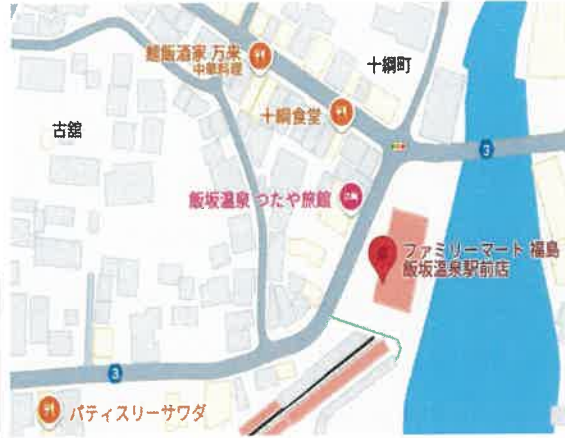 麺飯酒家 万来
中華料理
十綱町
古舘
十綱食堂
3
飯坂温泉 つたや旅館
ファミリーマート 福島
飯坂温泉駅前店
3
パティスリーサワダ